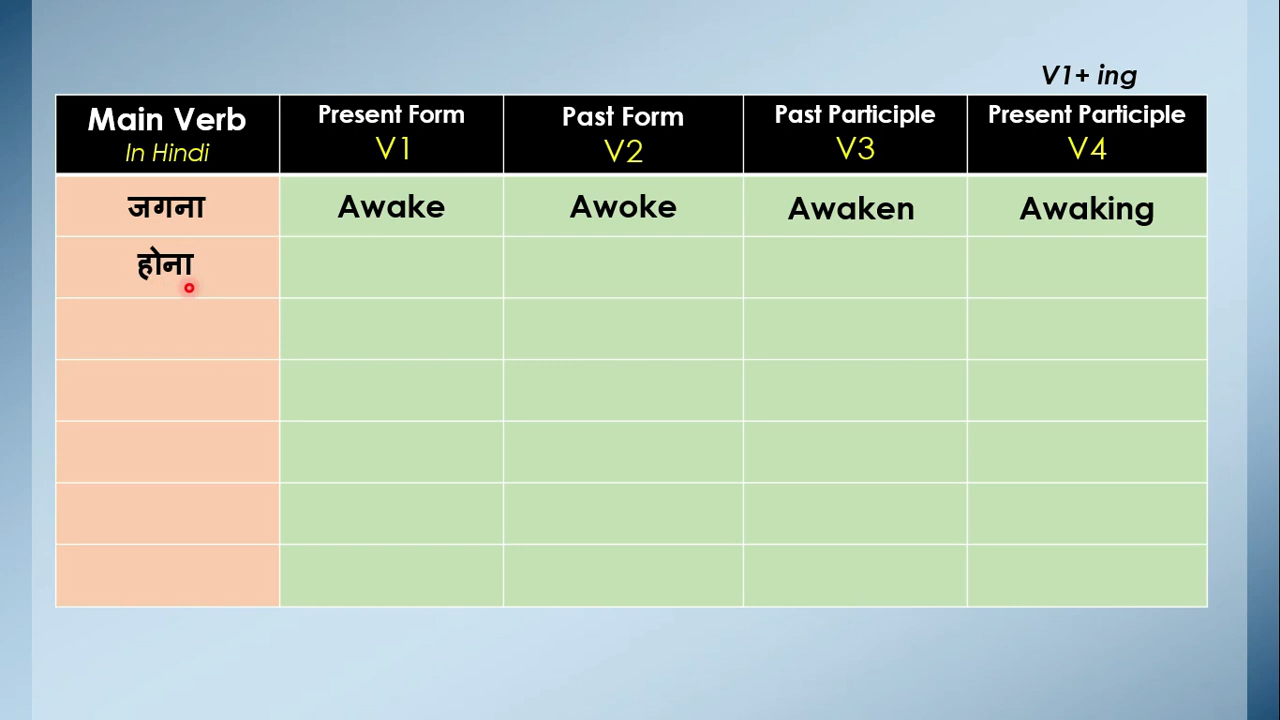 V1+ ing
Main Verb
In Hindi
Present Form
V1
Past Form
V2
Past Participle
V3
Present Participle
V4
जगना Awake Awoke Awaken Awaking
होना